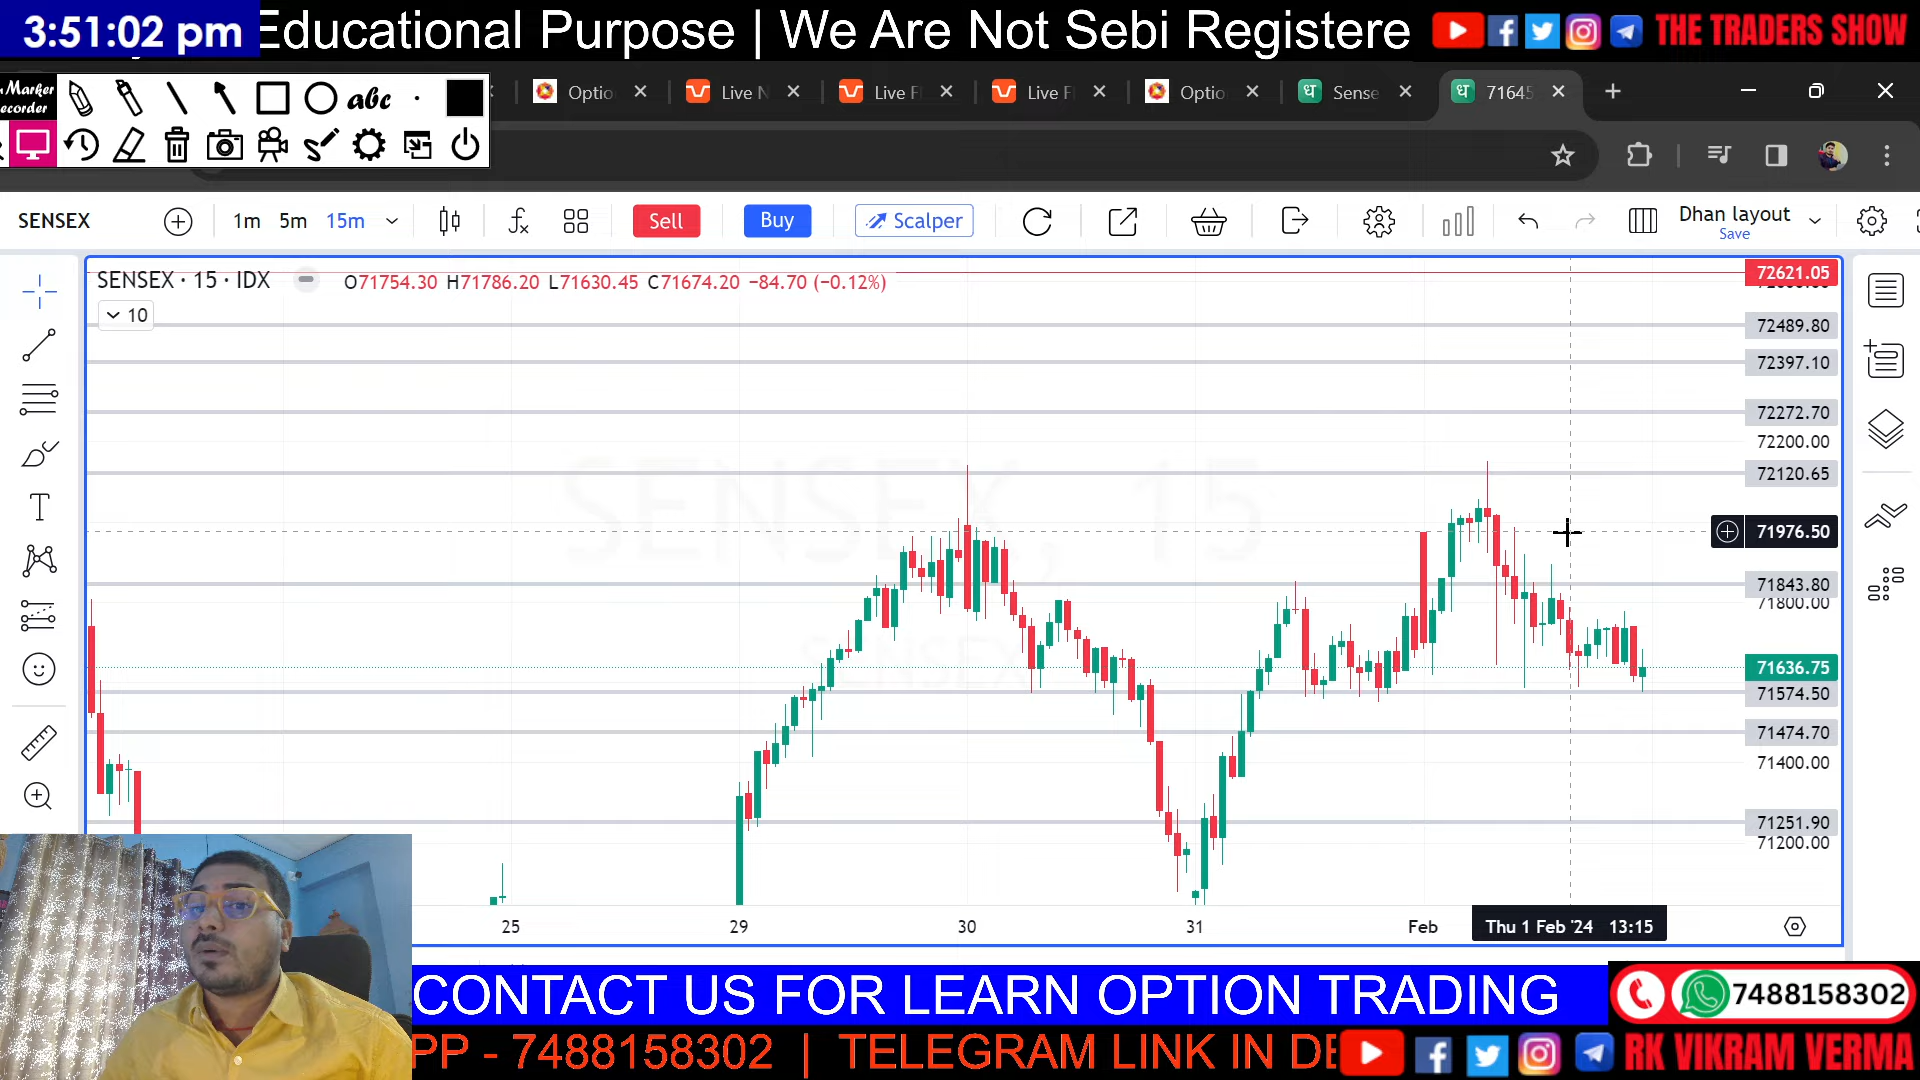 3:51:02 pm
Educational Purpose | We Are Not Sebi Registere
THE TRADERS SHOW
Marker
ecorder
abc
Optio
Live N
Live F
Live F
Optio
Sense
71645
SENSEX
1m 5m 15m
Sell
Buy
Scalper
Dhan layout
Save
SENSEX · 15 · IDX
O71754.30 H71786.20 L71630.45 C71674.20 −84.70 (−0.12%)
10
SENSEX, 15
SENSEX
72621.05
72489.80
72397.10
72272.70
72200.00
72120.65
71976.50
71843.80
71800.00
71636.75
71574.50
71474.70
71400.00
71251.90
71200.00
25
29
30
31
Feb
Thu 1 Feb '24 13:15
CONTACT US FOR LEARN OPTION TRADING
7488158302
PP - 7488158302 | TELEGRAM LINK IN DE
RK VIKRAM VERMA